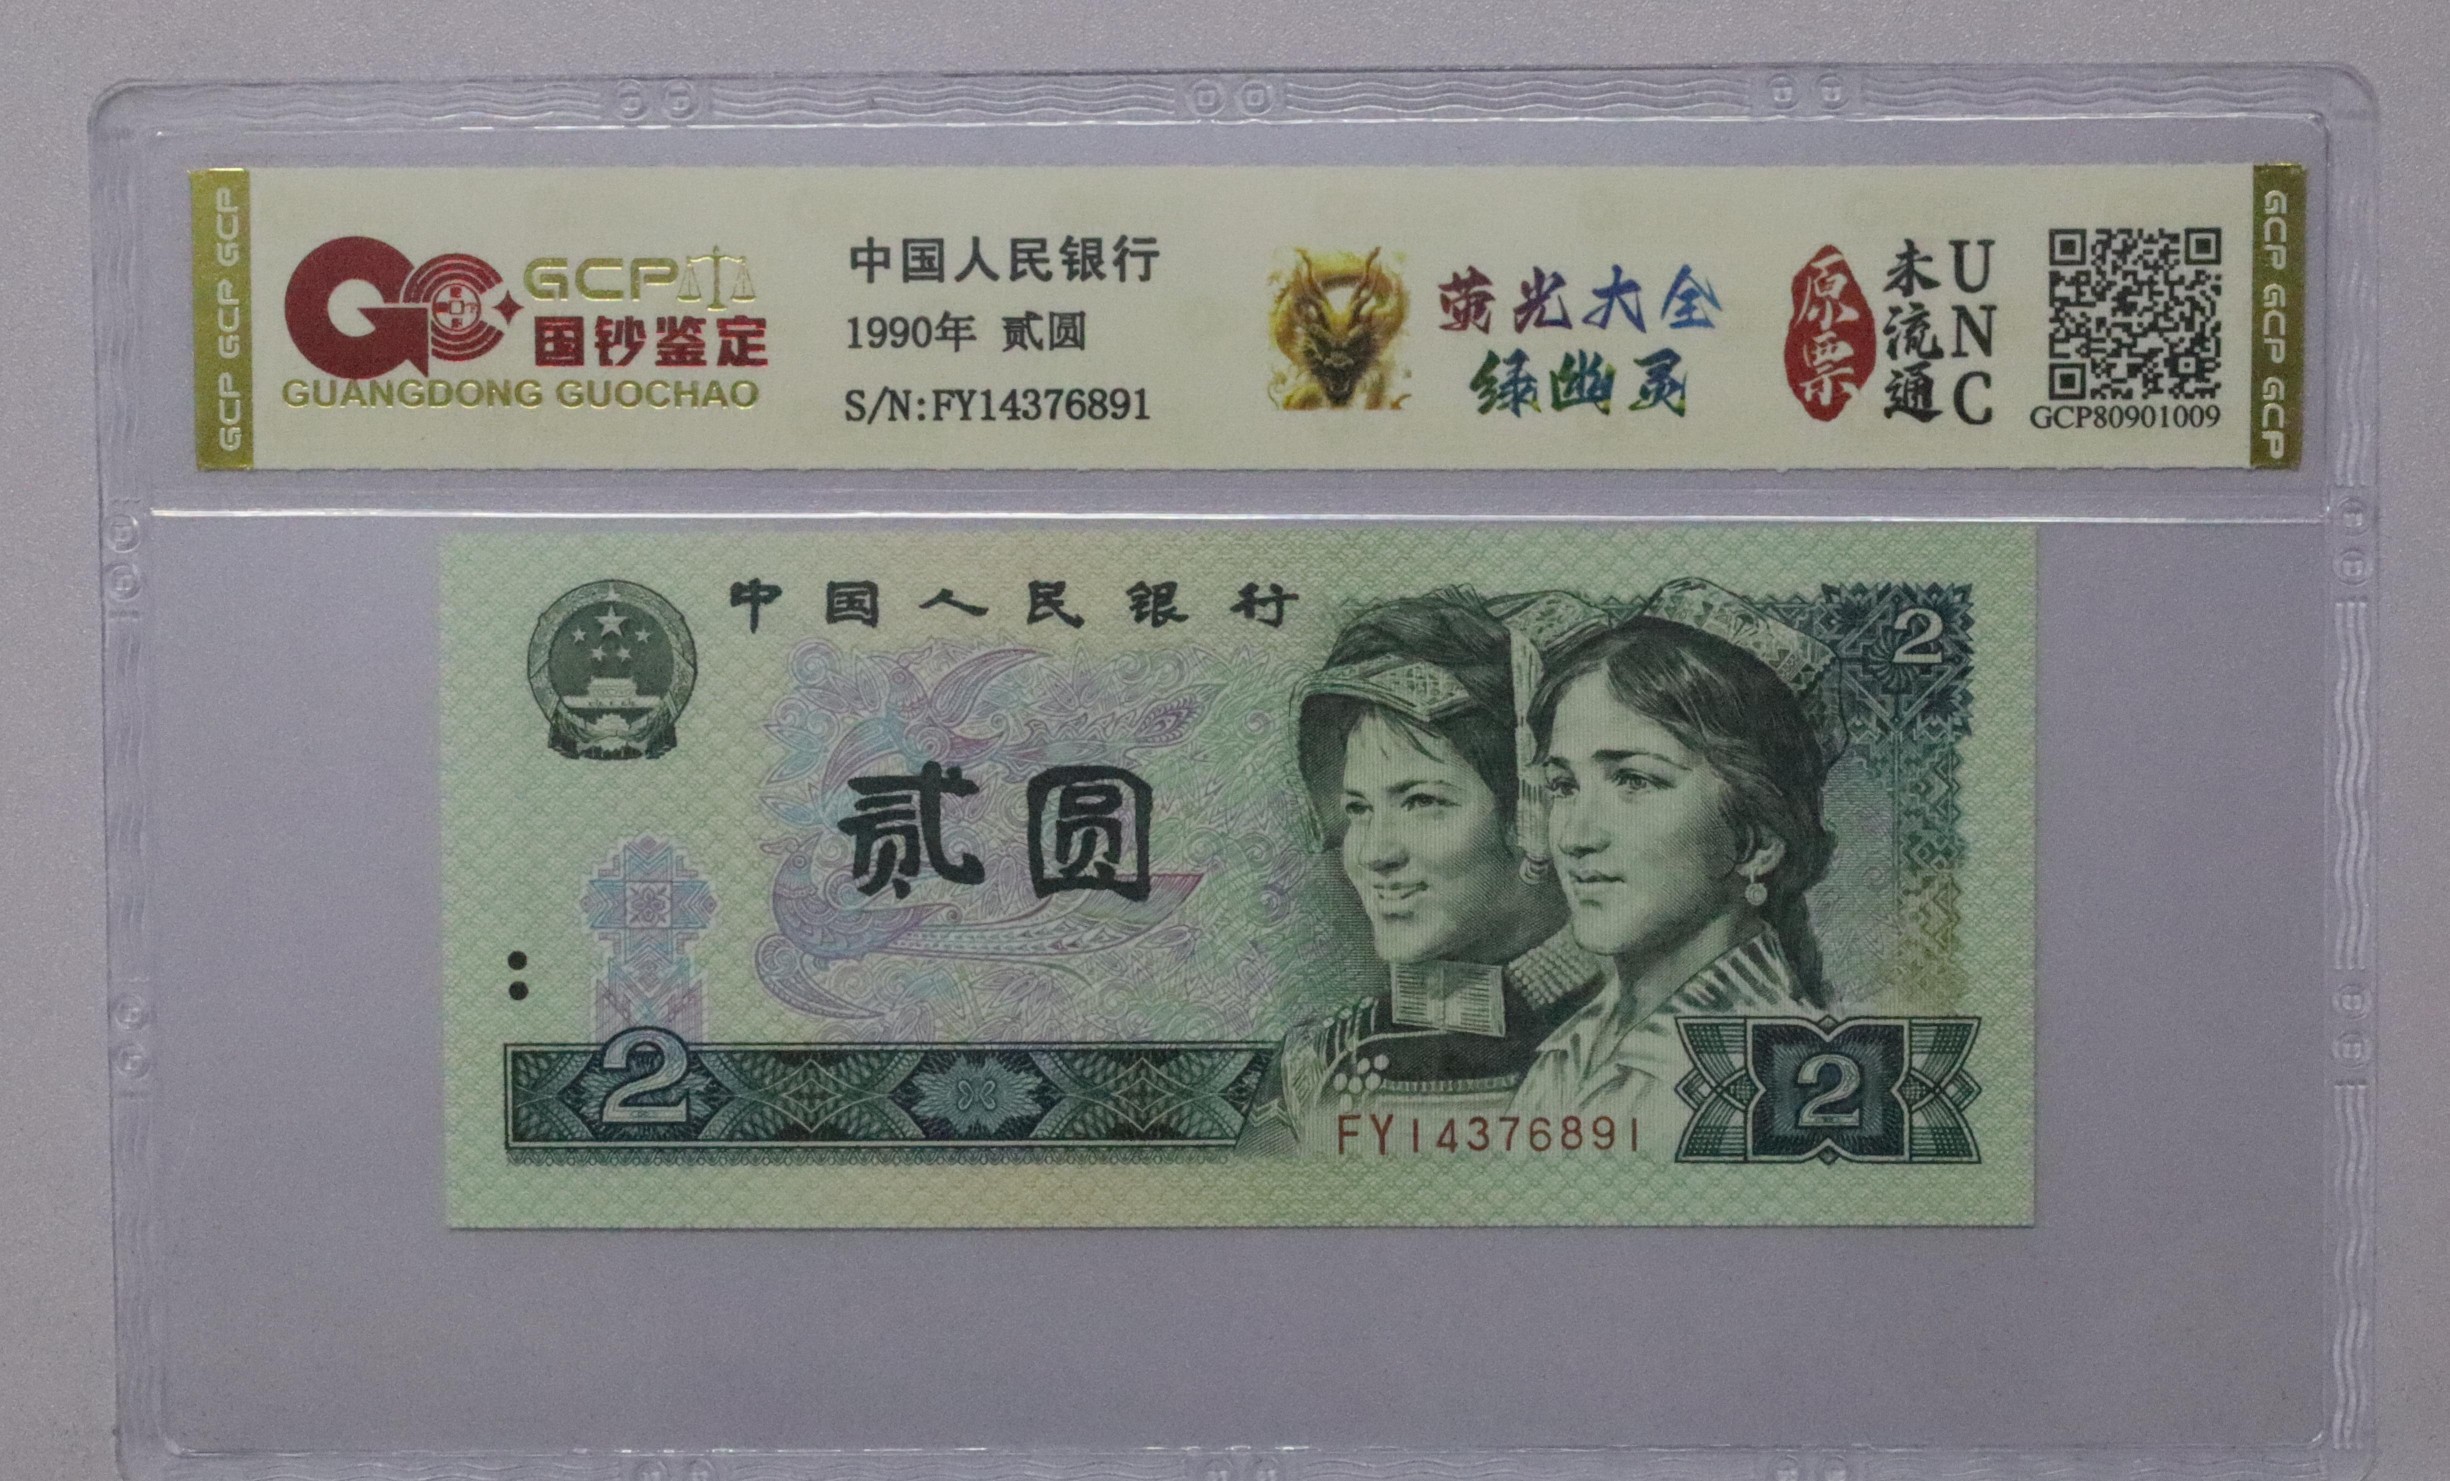 GCP GCP GCP
GCP
国钞鉴定
GUANGDONG GUOCHAO
中国人民银行
1990年 贰圆
S/N:FY14376891
荧光大全
绿幽灵
原票
未流通
UNC
GCP80901009
GCP GCP GCP
中国人民银行
2
贰圆
2
FY14376891
2